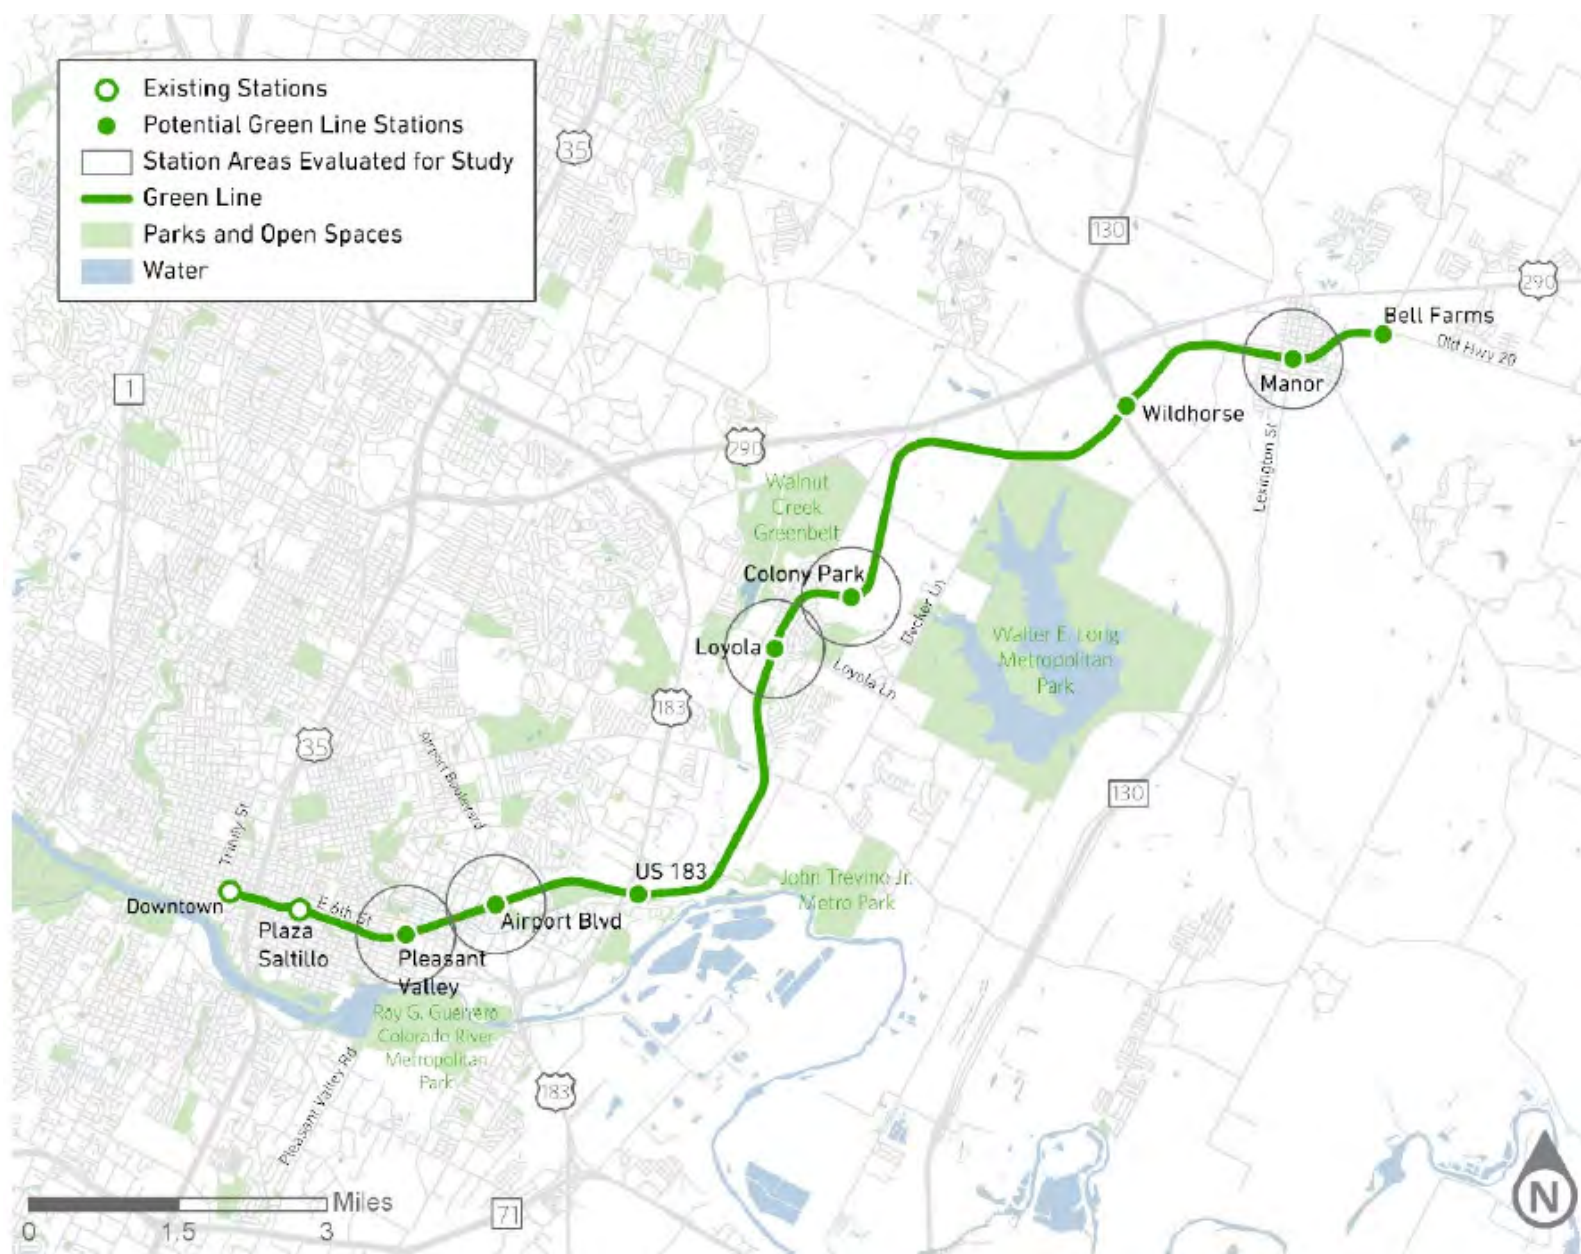 Existing Stations
Potential Green Line Stations
Station Areas Evaluated for Study
Green Line
Parks and Open Spaces
Water
35
130
290
Bell Farms
Old Hwy 20
1
Manor
Wildhorse
290
Lexington St
Walnut
Creek
Greenbelt
Colony Park
Decker Ln
Loyola
Walter E. Long
Metropolitan
Park
Loyola Ln
183
35
Airport Boulevard
130
Trinity St
US 183
John Trevino Jr.
Metro Park
Downtown
E 6th St
Airport Blvd
Plaza
Saltillo
Pleasant
Valley
Roy G. Guerrero
Colorado River
Metropolitan
Park
Pleasant Valley Rd
183
71
Miles
0
1.5
3
N